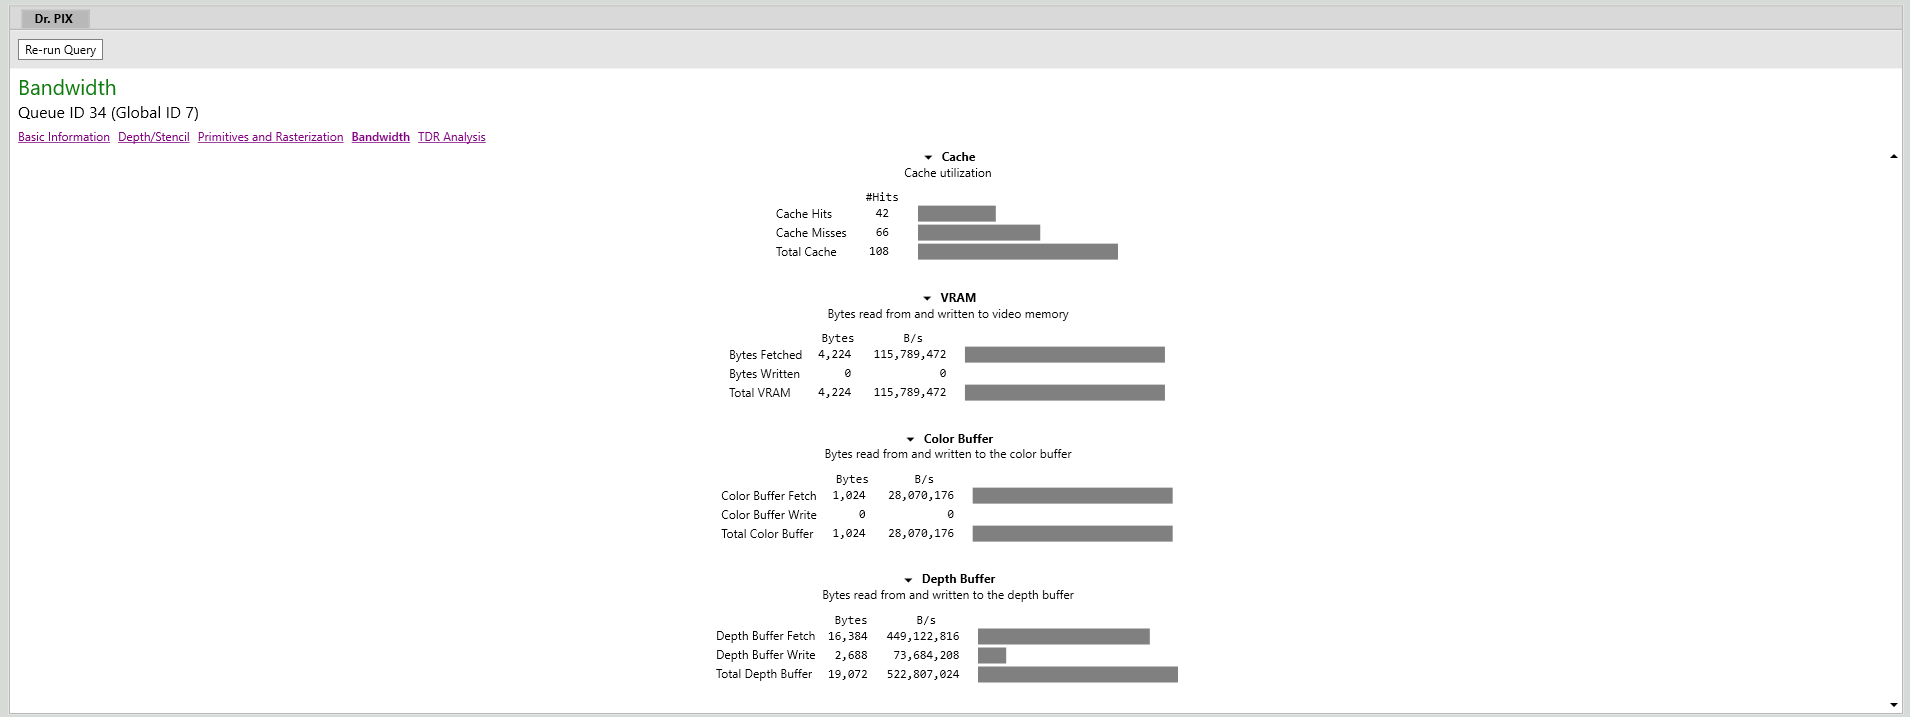 Dr. PIX
Re-run Query
Bandwidth
Queue ID 34 (Global ID 7)
Basic Information Depth/Stencil Primitives and Rasterization Bandwidth TDR Analysis
Cache
Cache utilization
#Hits
Cache Hits 42
Cache Misses 66
Total Cache 108
VRAM
Bytes read from and written to video memory
Bytes B/s
Bytes Fetched 4,224 115,789,472
Bytes Written 0 0
Total VRAM 4,224 115,789,472
Color Buffer
Bytes read from and written to the color buffer
Bytes B/s
Color Buffer Fetch 1,024 28,070,176
Color Buffer Write 0 0
Total Color Buffer 1,024 28,070,176
Depth Buffer
Bytes read from and written to the depth buffer
Bytes B/s
Depth Buffer Fetch 16,384 449,122,816
Depth Buffer Write 2,688 73,684,208
Total Depth Buffer 19,072 522,807,024